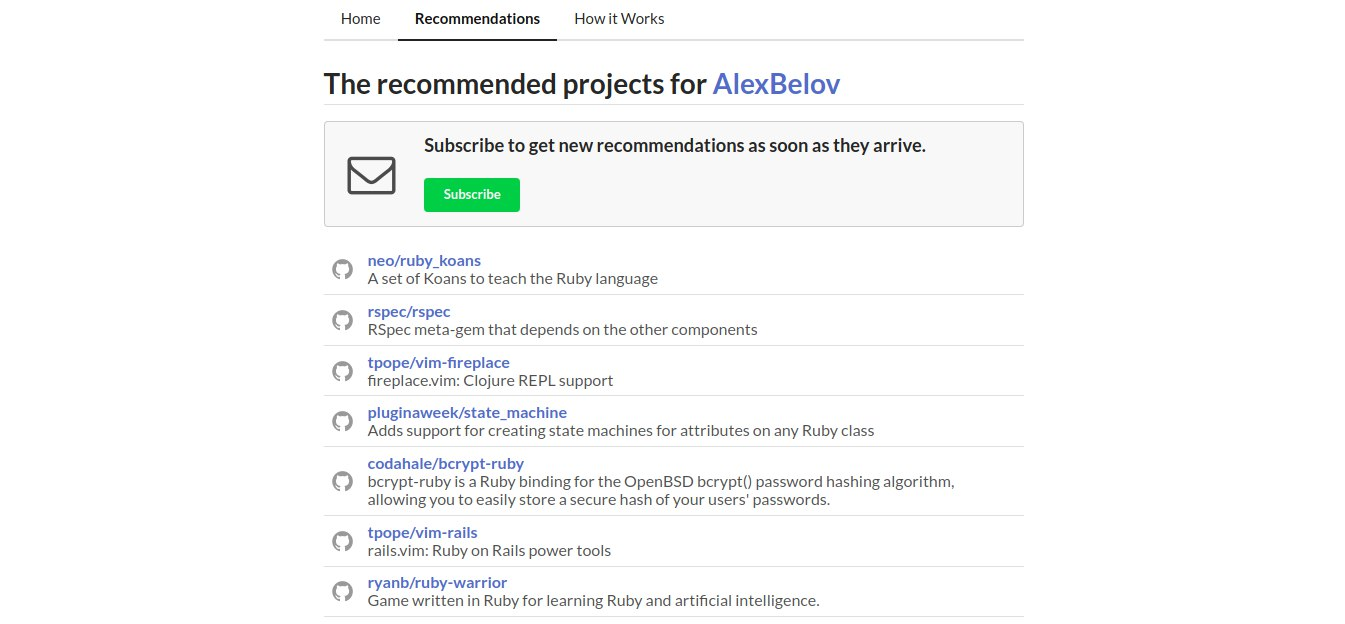 Home Recommendations How it Works
The recommended projects for AlexBelov
Subscribe to get new recommendations as soon as they arrive.
Subscribe
neo/ruby_koans
A set of Koans to teach the Ruby language
rspec/rspec
RSpec meta-gem that depends on the other components
tpope/vim-fireplace
fireplace.vim: Clojure REPL support
pluginaweek/state_machine
Adds support for creating state machines for attributes on any Ruby class
codahale/bcrypt-ruby
bcrypt-ruby is a Ruby binding for the OpenBSD bcrypt() password hashing algorithm,
allowing you to easily store a secure hash of your users' passwords.
tpope/vim-rails
rails.vim: Ruby on Rails power tools
ryanb/ruby-warrior
Game written in Ruby for learning Ruby and artificial intelligence.